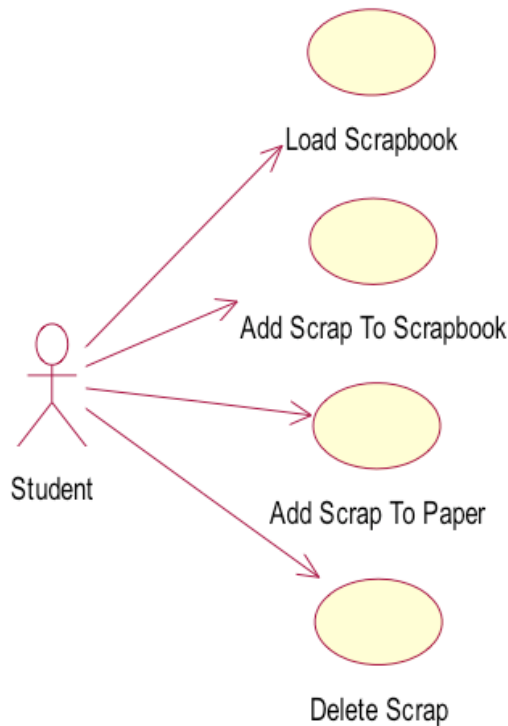 Load Scrapbook
Add Scrap To Scrapbook
Student
Add Scrap To Paper
Delete Scrap